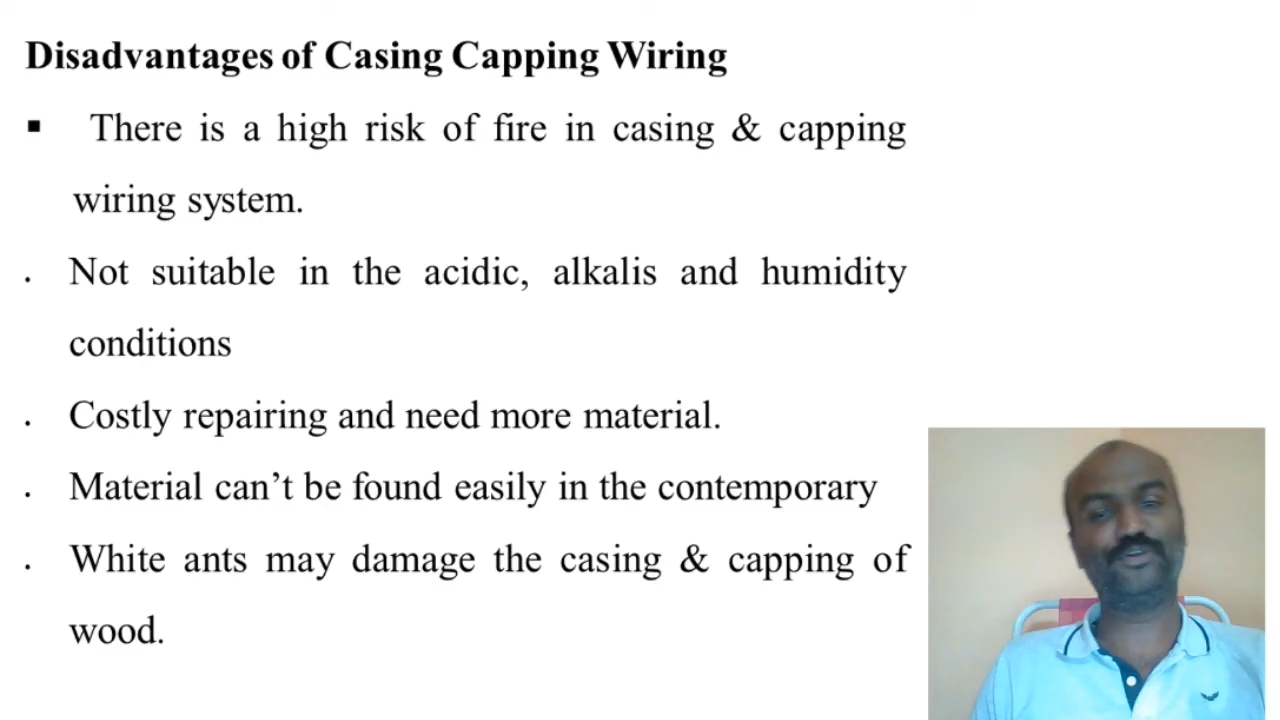 Disadvantages of Casing Capping Wiring
▪ There is a high risk of fire in casing & capping
wiring system.
• Not suitable in the acidic, alkalis and humidity
conditions
• Costly repairing and need more material.
• Material can’t be found easily in the contemporary
• White ants may damage the casing & capping of
wood.